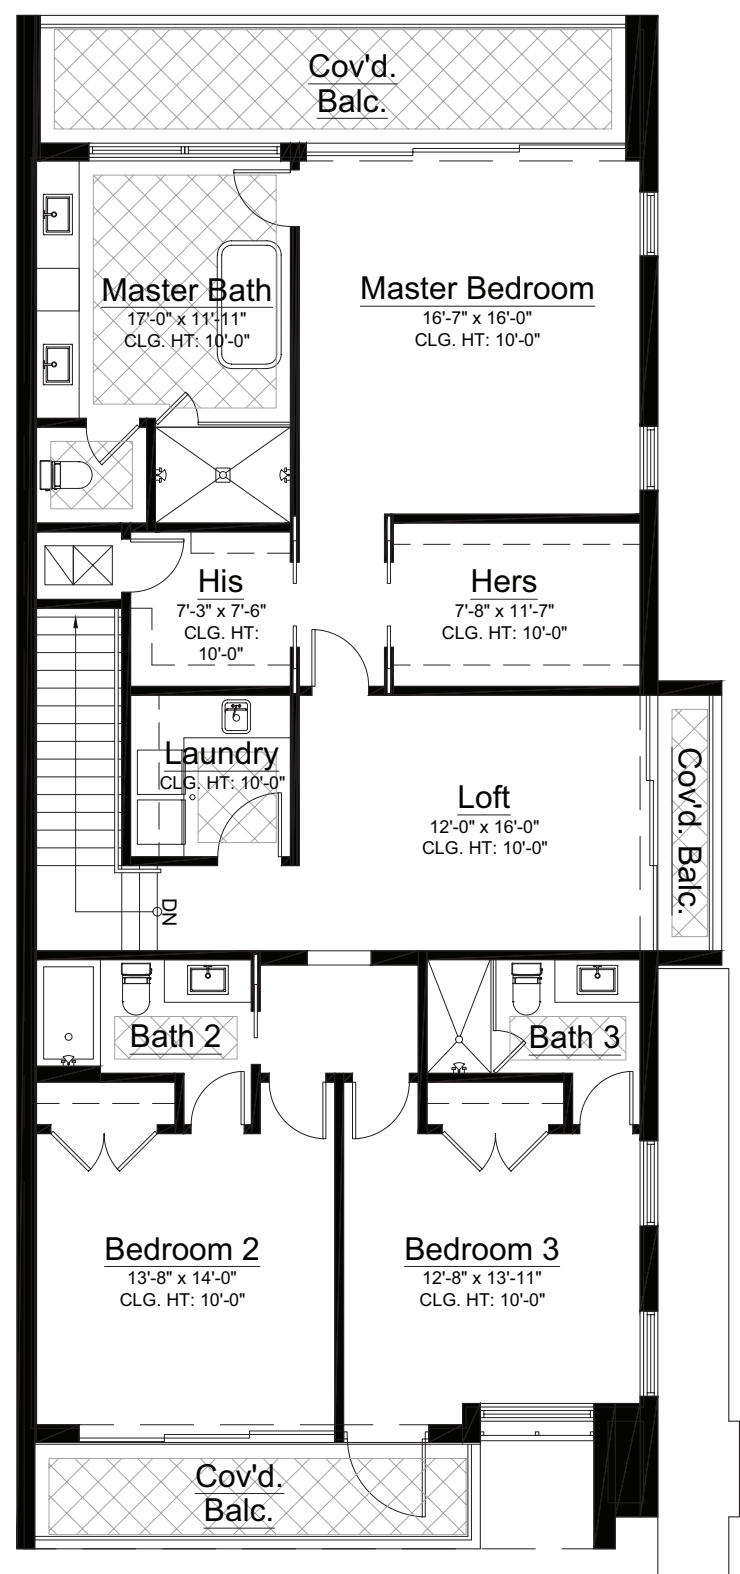 Cov'd.
Balc.
Master Bath
17'-0" x 11'-11"
CLG. HT: 10'-0"
Master Bedroom
16'-7" x 16'-0"
CLG. HT: 10'-0"
His
7'-3" x 7'-6"
CLG. HT:
10'-0"
Hers
7'-8" x 11'-7"
CLG. HT: 10'-0"
Laundry
CLG. HT: 10'-0"
Loft
12'-0" x 16'-0"
CLG. HT: 10'-0"
Cov'd. Balc.
DN
Bath 2
Bath 3
Bedroom 2
13'-8" x 14'-0"
CLG. HT: 10'-0"
Bedroom 3
12'-8" x 13'-11"
CLG. HT: 10'-0"
Cov'd.
Balc.